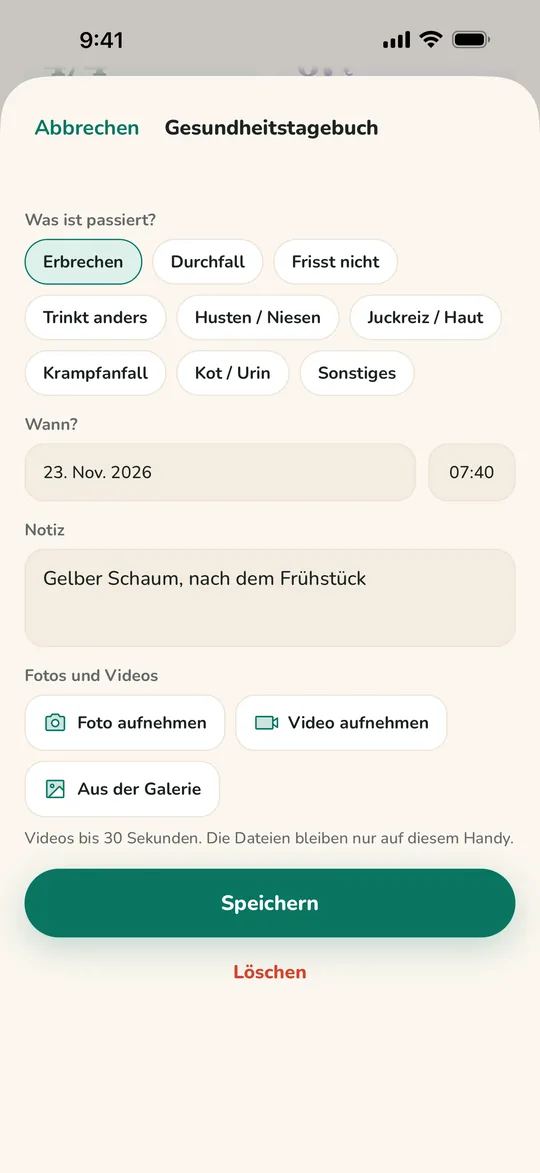 9:41
Abbrechen Gesundheitstagebuch
Was ist passiert?
Erbrechen Durchfall Frisst nicht
Trinkt anders Husten / Niesen Juckreiz / Haut
Krampfanfall Kot / Urin Sonstiges
Wann?
23. Nov. 2026 07:40
Notiz
Gelber Schaum, nach dem Frühstück
Fotos und Videos
Foto aufnehmen Video aufnehmen
Aus der Galerie
Videos bis 30 Sekunden. Die Dateien bleiben nur auf diesem Handy.
Speichern
Löschen